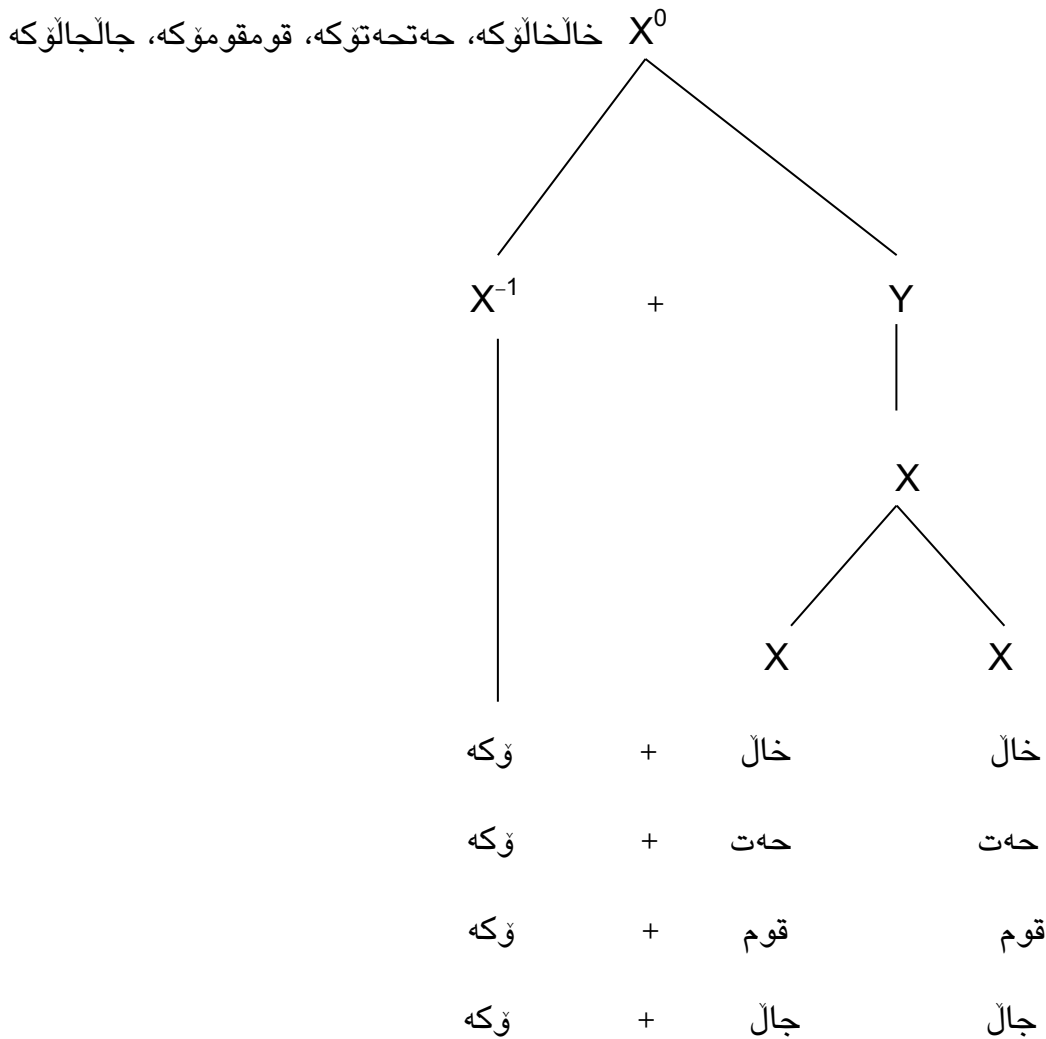 X⁰ خاڵخاڵۆکە، حەتحەتۆکە، قومقومۆکە، جاڵجاڵۆکە
Y + X⁻¹
X
X X
خاڵ خاڵ + ۆکە
حەت حەت + ۆکە
قوم قوم + ۆکە
جاڵ جاڵ + ۆکە